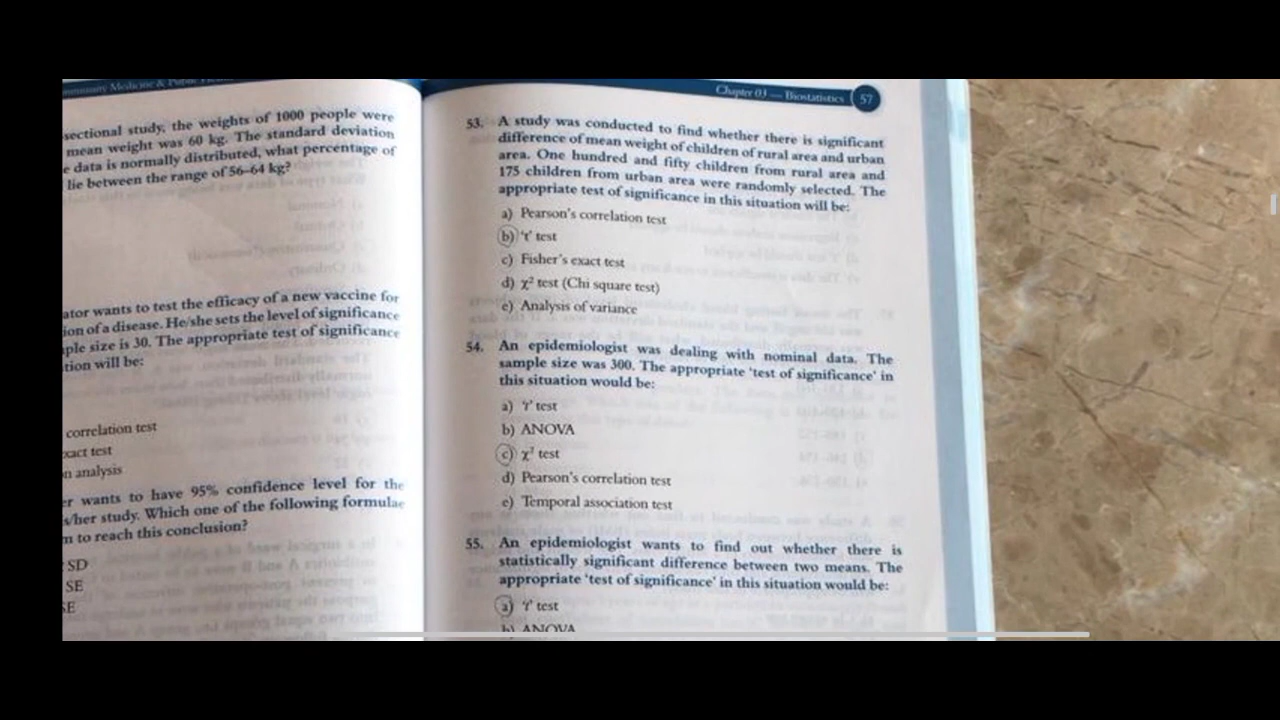 Community Medicine & Public
sectional study, the weights of 1000 people were
mean weight was 60 kg. The standard deviation
e data is normally distributed, what percentage of
lie between the range of 56–64 kg?
ator wants to test the efficacy of a new vaccine for
ion of a disease. He/she sets the level of significance
ple size is 30. The appropriate test of significance
tion will be:
correlation test
xact test
n analysis
er wants to have 95% confidence level for the
s/her study. Which one of the following formulae
m to reach this conclusion?
SD
SE
SE
Chapter 03 — Biostatistics 57
53. A study was conducted to find whether there is significant
difference of mean weight of children of rural area and urban
area. One hundred and fifty children from rural area and
175 children from urban area were randomly selected. The
appropriate test of significance in this situation will be:
a) Pearson's correlation test
b) 't' test
c) Fisher's exact test
d) χ² test (Chi square test)
e) Analysis of variance
54. An epidemiologist was dealing with nominal data. The
sample size was 300. The appropriate 'test of significance' in
this situation would be:
a) 't' test
b) ANOVA
c) χ² test
d) Pearson's correlation test
e) Temporal association test
55. An epidemiologist wants to find out whether there is
statistically significant difference between two means. The
appropriate 'test of significance' in this situation would be:
a) 't' test
b) ANOVA